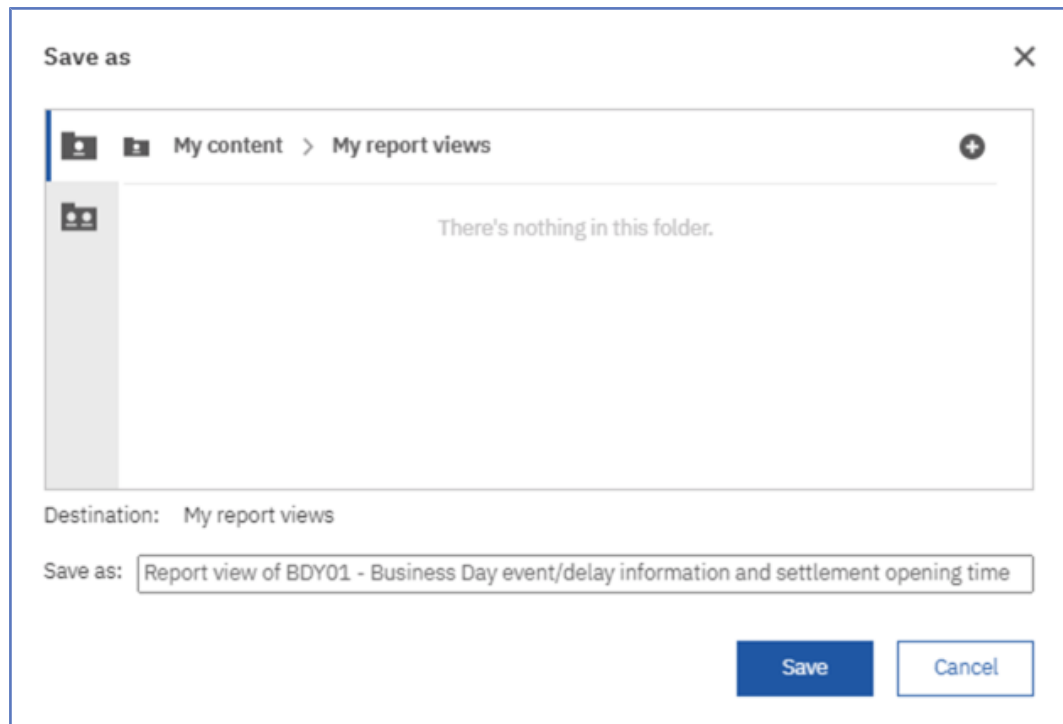 Save as
My content > My report views
There's nothing in this folder.
Destination: My report views
Save as: Report view of BDY01 - Business Day event/delay information and settlement opening time
Save Cancel